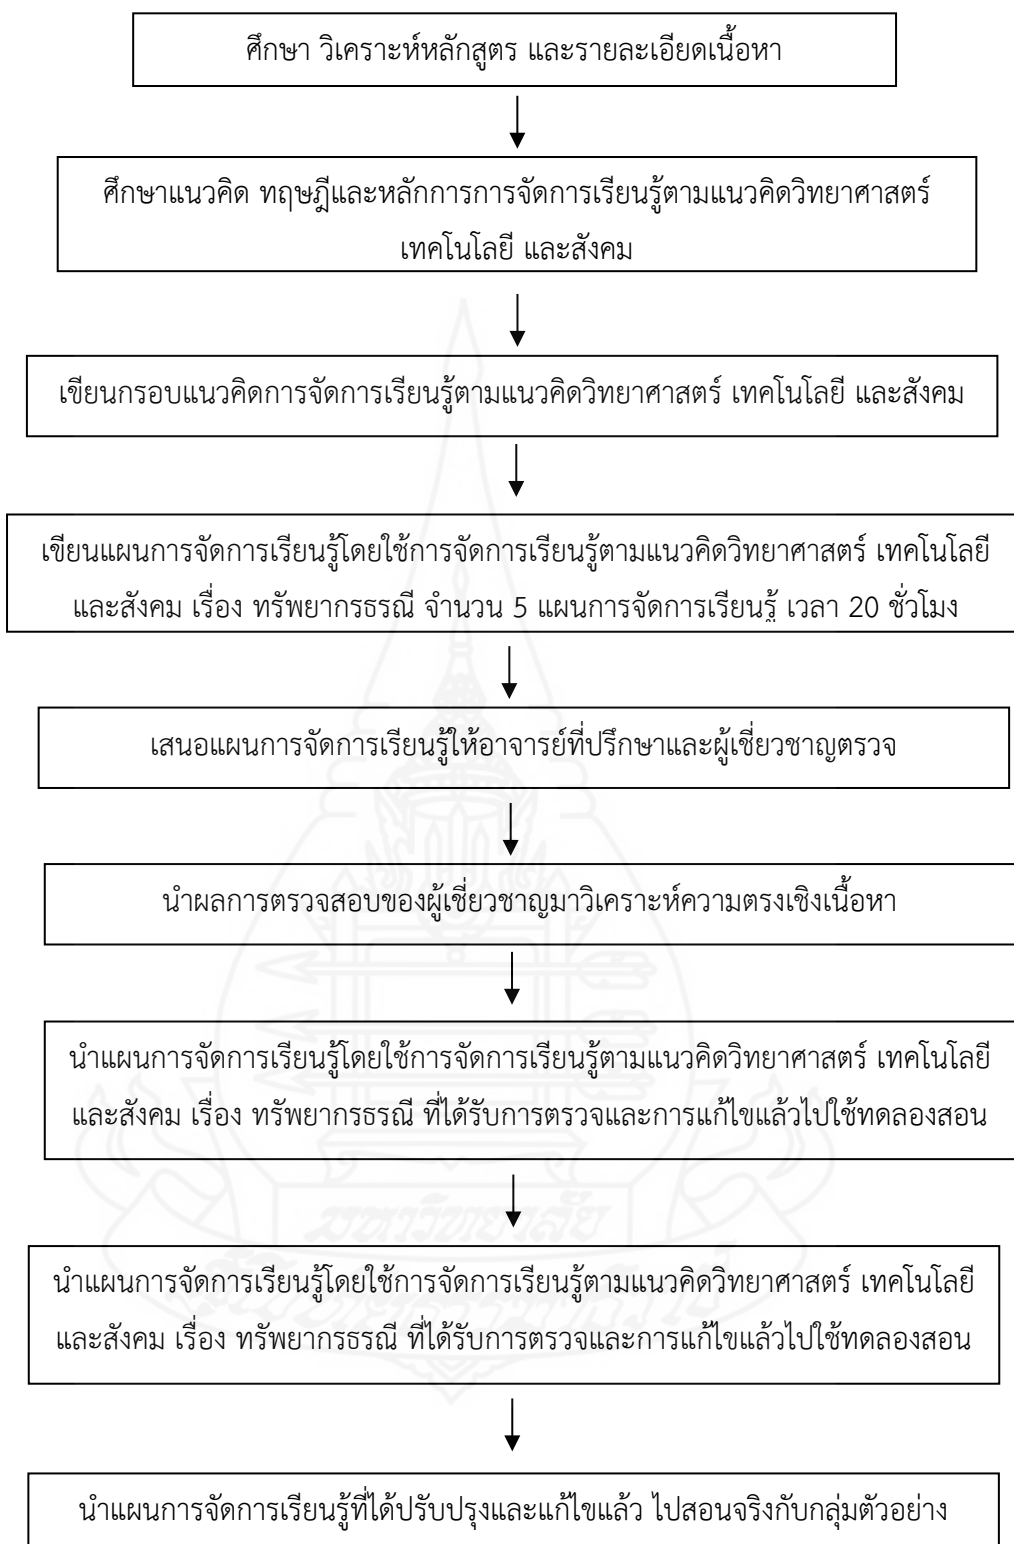 ศึกษา วิเคราะห์หลักสูตร และรายละเอียดเนื้อหา
ศึกษาแนวคิด ทฤษฎีและหลักการการจัดการเรียนรู้ตามแนวคิดวิทยาศาสตร์
เทคโนโลยี และสังคม
เขียนกรอบแนวคิดการจัดการเรียนรู้ตามแนวคิดวิทยาศาสตร์ เทคโนโลยี และสังคม
เขียนแผนการจัดการเรียนรู้โดยใช้การจัดการเรียนรู้ตามแนวคิดวิทยาศาสตร์ เทคโนโลยี
และสังคม เรื่อง ทรัพยากรธรณี จำนวน 5 แผนการจัดการเรียนรู้ เวลา 20 ชั่วโมง
เสนอแผนการจัดการเรียนรู้ให้อาจารย์ที่ปรึกษาและผู้เชี่ยวชาญตรวจ
นำผลการตรวจสอบของผู้เชี่ยวชาญมาวิเคราะห์ความตรงเชิงเนื้อหา
นำแผนการจัดการเรียนรู้โดยใช้การจัดการเรียนรู้ตามแนวคิดวิทยาศาสตร์ เทคโนโลยี
และสังคม เรื่อง ทรัพยากรธรณี ที่ได้รับการตรวจและการแก้ไขแล้วไปใช้ทดลองสอน
มหาวิทยาลัย
นำแผนการจัดการเรียนรู้โดยใช้การจัดการเรียนรู้ตามแนวคิดวิทยาศาสตร์ เทคโนโลยี
และสังคม เรื่อง ทรัพยากรธรณี ที่ได้รับการตรวจและการแก้ไขแล้วไปใช้ทดลองสอน
นำแผนการจัดการเรียนรู้ที่ได้ปรับปรุงและแก้ไขแล้ว ไปสอนจริงกับกลุ่มตัวอย่าง